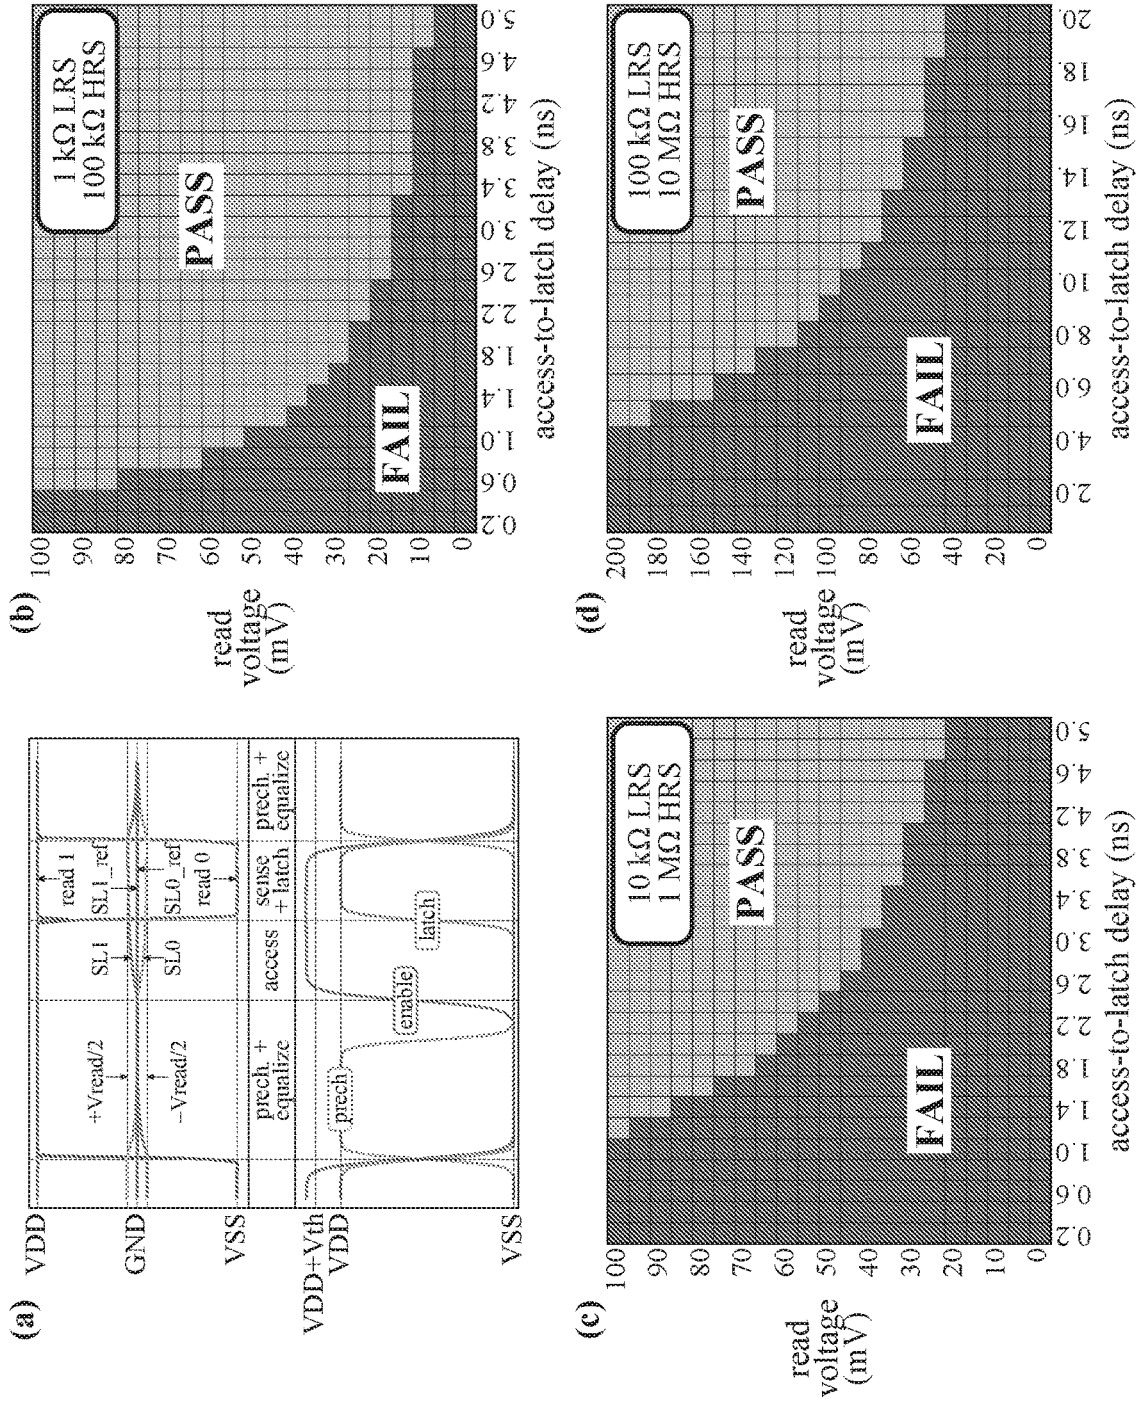 (a)
VDD
GND
VSS
VDD+Vth
VDD
VSS
+Vread/2
−Vread/2
SL1
SL0
read 1
SL1_ref
SL0_ref
read 0
prech. +
equalize
access
sense
+ latch
prech. +
equalize
prech
enable
latch
(b)
read
voltage
(mV)
100
90
80
70
60
50
40
30
20
10
0
1 kΩ LRS
100 kΩ HRS
PASS
FAIL
0.2 0.6 1.0 1.4 1.8 2.2 2.6 3.0 3.4 3.8 4.2 4.6 5.0
access-to-latch delay (ns)
(c)
read
voltage
(mV)
100
90
80
70
60
50
40
30
20
10
0
10 kΩ LRS
1 MΩ HRS
PASS
FAIL
0.2 0.6 1.0 1.4 1.8 2.2 2.6 3.0 3.4 3.8 4.2 4.6 5.0
access-to-latch delay (ns)
(d)
read
voltage
(mV)
200
180
160
140
120
100
80
60
40
20
0
100 kΩ LRS
10 MΩ HRS
PASS
FAIL
2.0 4.0 6.0 8.0 10. 12. 14. 16. 18. 20.
access-to-latch delay (ns)